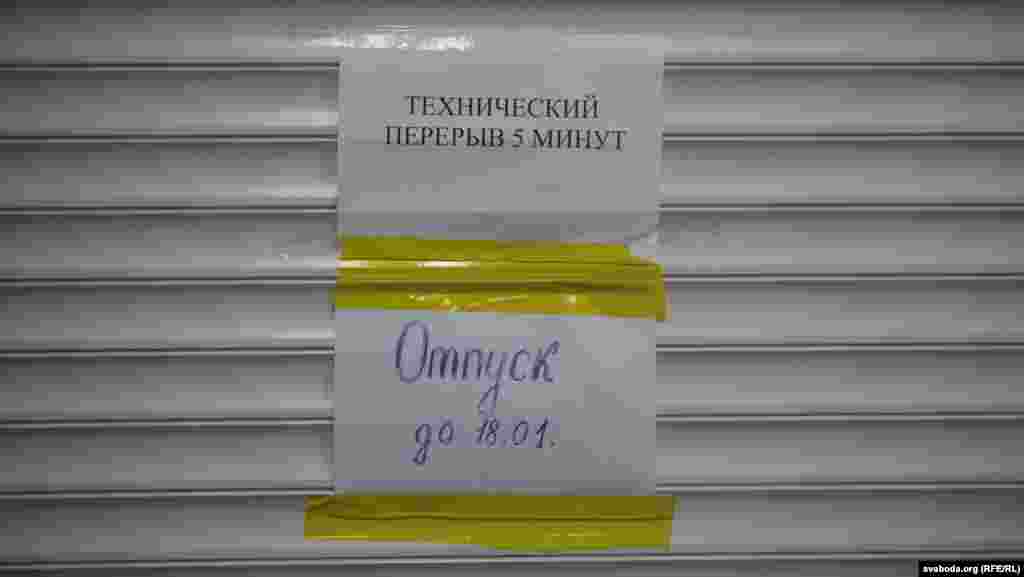 ТЕХНИЧЕСКИЙ
ПЕРЕРЫВ 5 МИНУТ
Отпуск
до 18.01.
svaboda.org (RFE/RL)